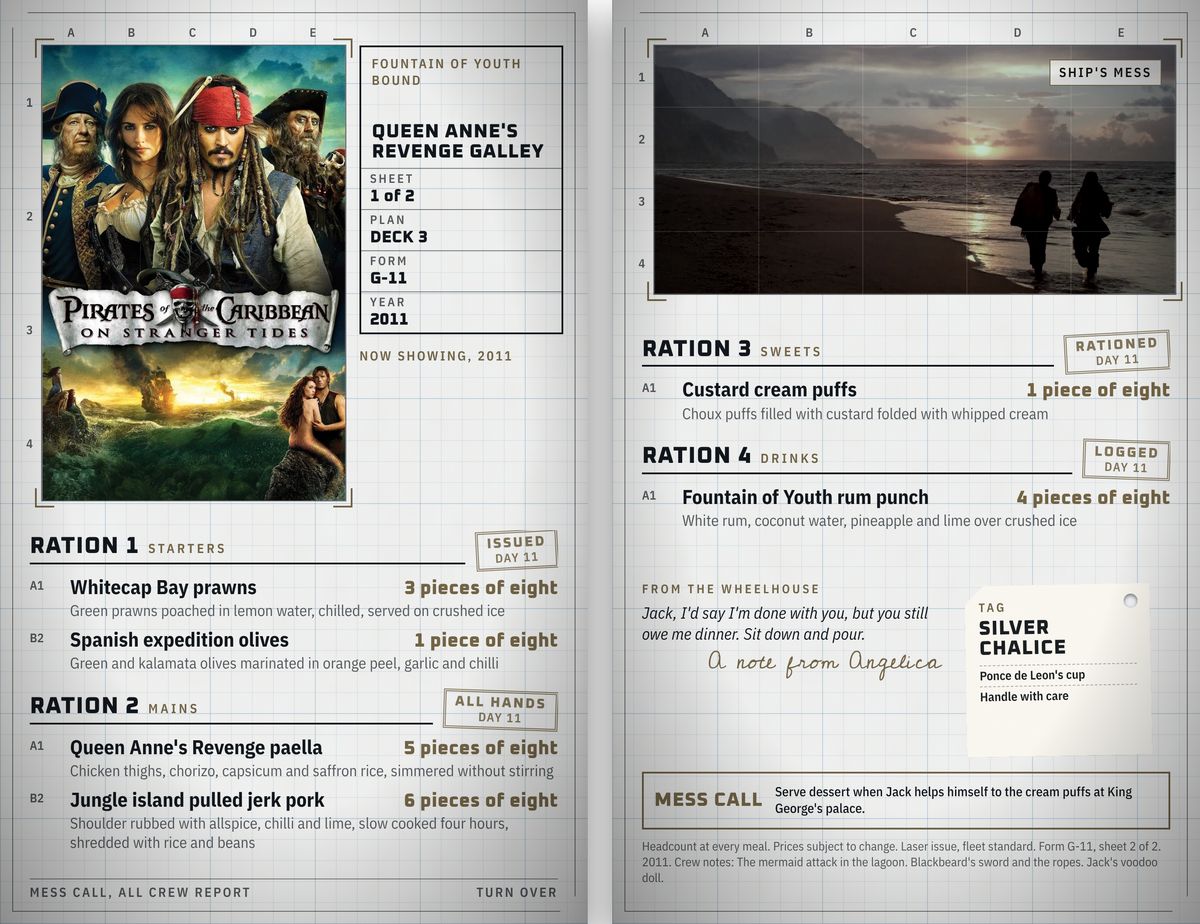 A B C D E
1
2
3
4
FOUNTAIN OF YOUTH
BOUND
QUEEN ANNE'S
REVENGE GALLEY
SHEET
1 of 2
PLAN
DECK 3
FORM
G-11
YEAR
2011
NOW SHOWING, 2011
PIRATES of the CARIBBEAN
ON STRANGER TIDES
RATION 1 STARTERS
ISSUED
DAY 11
A1 Whitecap Bay prawns 3 pieces of eight
Green prawns poached in lemon water, chilled, served on crushed ice
B2 Spanish expedition olives 1 piece of eight
Green and kalamata olives marinated in orange peel, garlic and chilli
RATION 2 MAINS
ALL HANDS
DAY 11
A1 Queen Anne's Revenge paella 5 pieces of eight
Chicken thighs, chorizo, capsicum and saffron rice, simmered without stirring
B2 Jungle island pulled jerk pork 6 pieces of eight
Shoulder rubbed with allspice, chilli and lime, slow cooked four hours,
shredded with rice and beans
MESS CALL, ALL CREW REPORT TURN OVER
A B C D E
1
2
3
4
SHIP'S MESS
RATION 3 SWEETS
RATIONED
DAY 11
A1 Custard cream puffs 1 piece of eight
Choux puffs filled with custard folded with whipped cream
RATION 4 DRINKS
LOGGED
DAY 11
A1 Fountain of Youth rum punch 4 pieces of eight
White rum, coconut water, pineapple and lime over crushed ice
FROM THE WHEELHOUSE
Jack, I'd say I'm done with you, but you still
owe me dinner. Sit down and pour.
A note from Angelica
TAG
SILVER
CHALICE
Ponce de Leon's cup
Handle with care
MESS CALL
Serve dessert when Jack helps himself to the cream puffs at King
George's palace.
Headcount at every meal. Prices subject to change. Laser issue, fleet standard. Form G-11, sheet 2 of 2.
2011. Crew notes: The mermaid attack in the lagoon. Blackbeard's sword and the ropes. Jack's voodoo
doll.